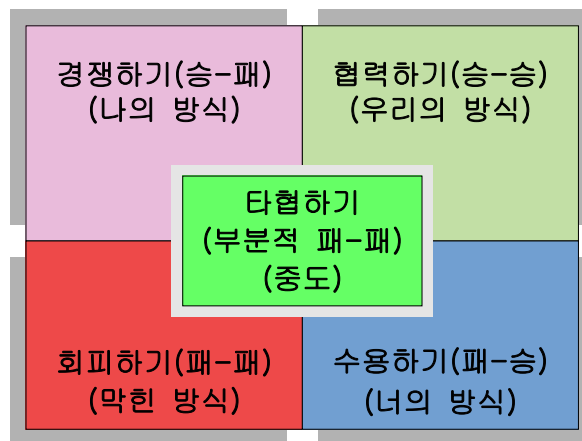 경쟁하기(승-패)
(나의 방식)
협력하기(승-승)
(우리의 방식)
타협하기
(부분적 패-패)
(중도)
회피하기(패-패)
(막힌 방식)
수용하기(패-승)
(너의 방식)